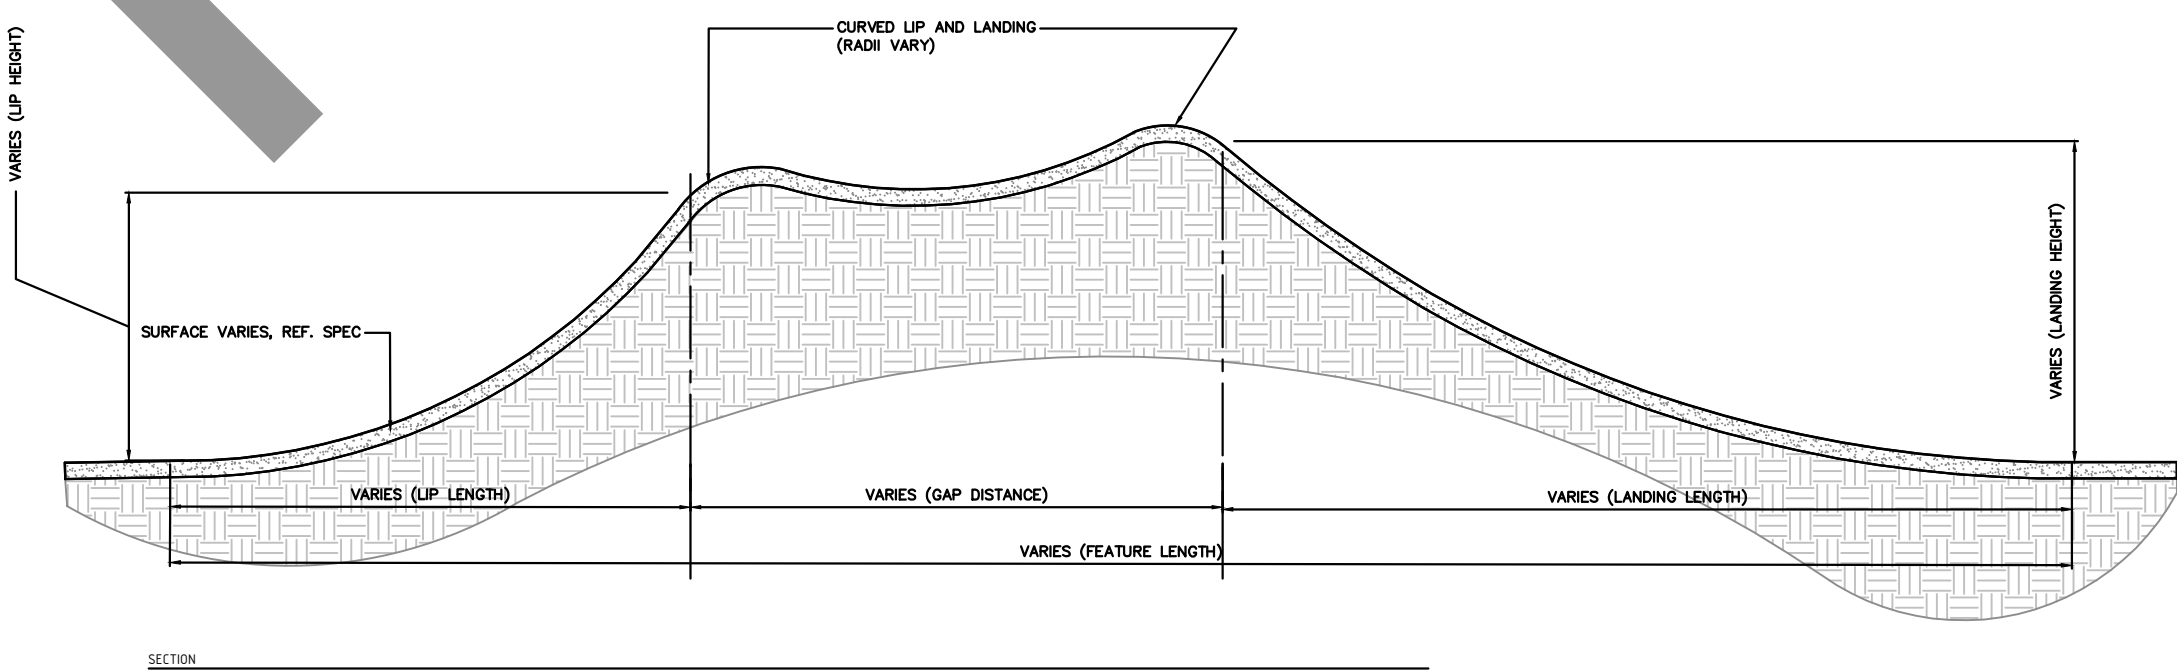 CURVED LIP AND LANDING
(RADII VARY)
VARIES (LIP HEIGHT)
VARIES (LANDING HEIGHT)
SURFACE VARIES, REF. SPEC
VARIES (LIP LENGTH)
VARIES (GAP DISTANCE)
VARIES (LANDING LENGTH)
VARIES (FEATURE LENGTH)
SECTION